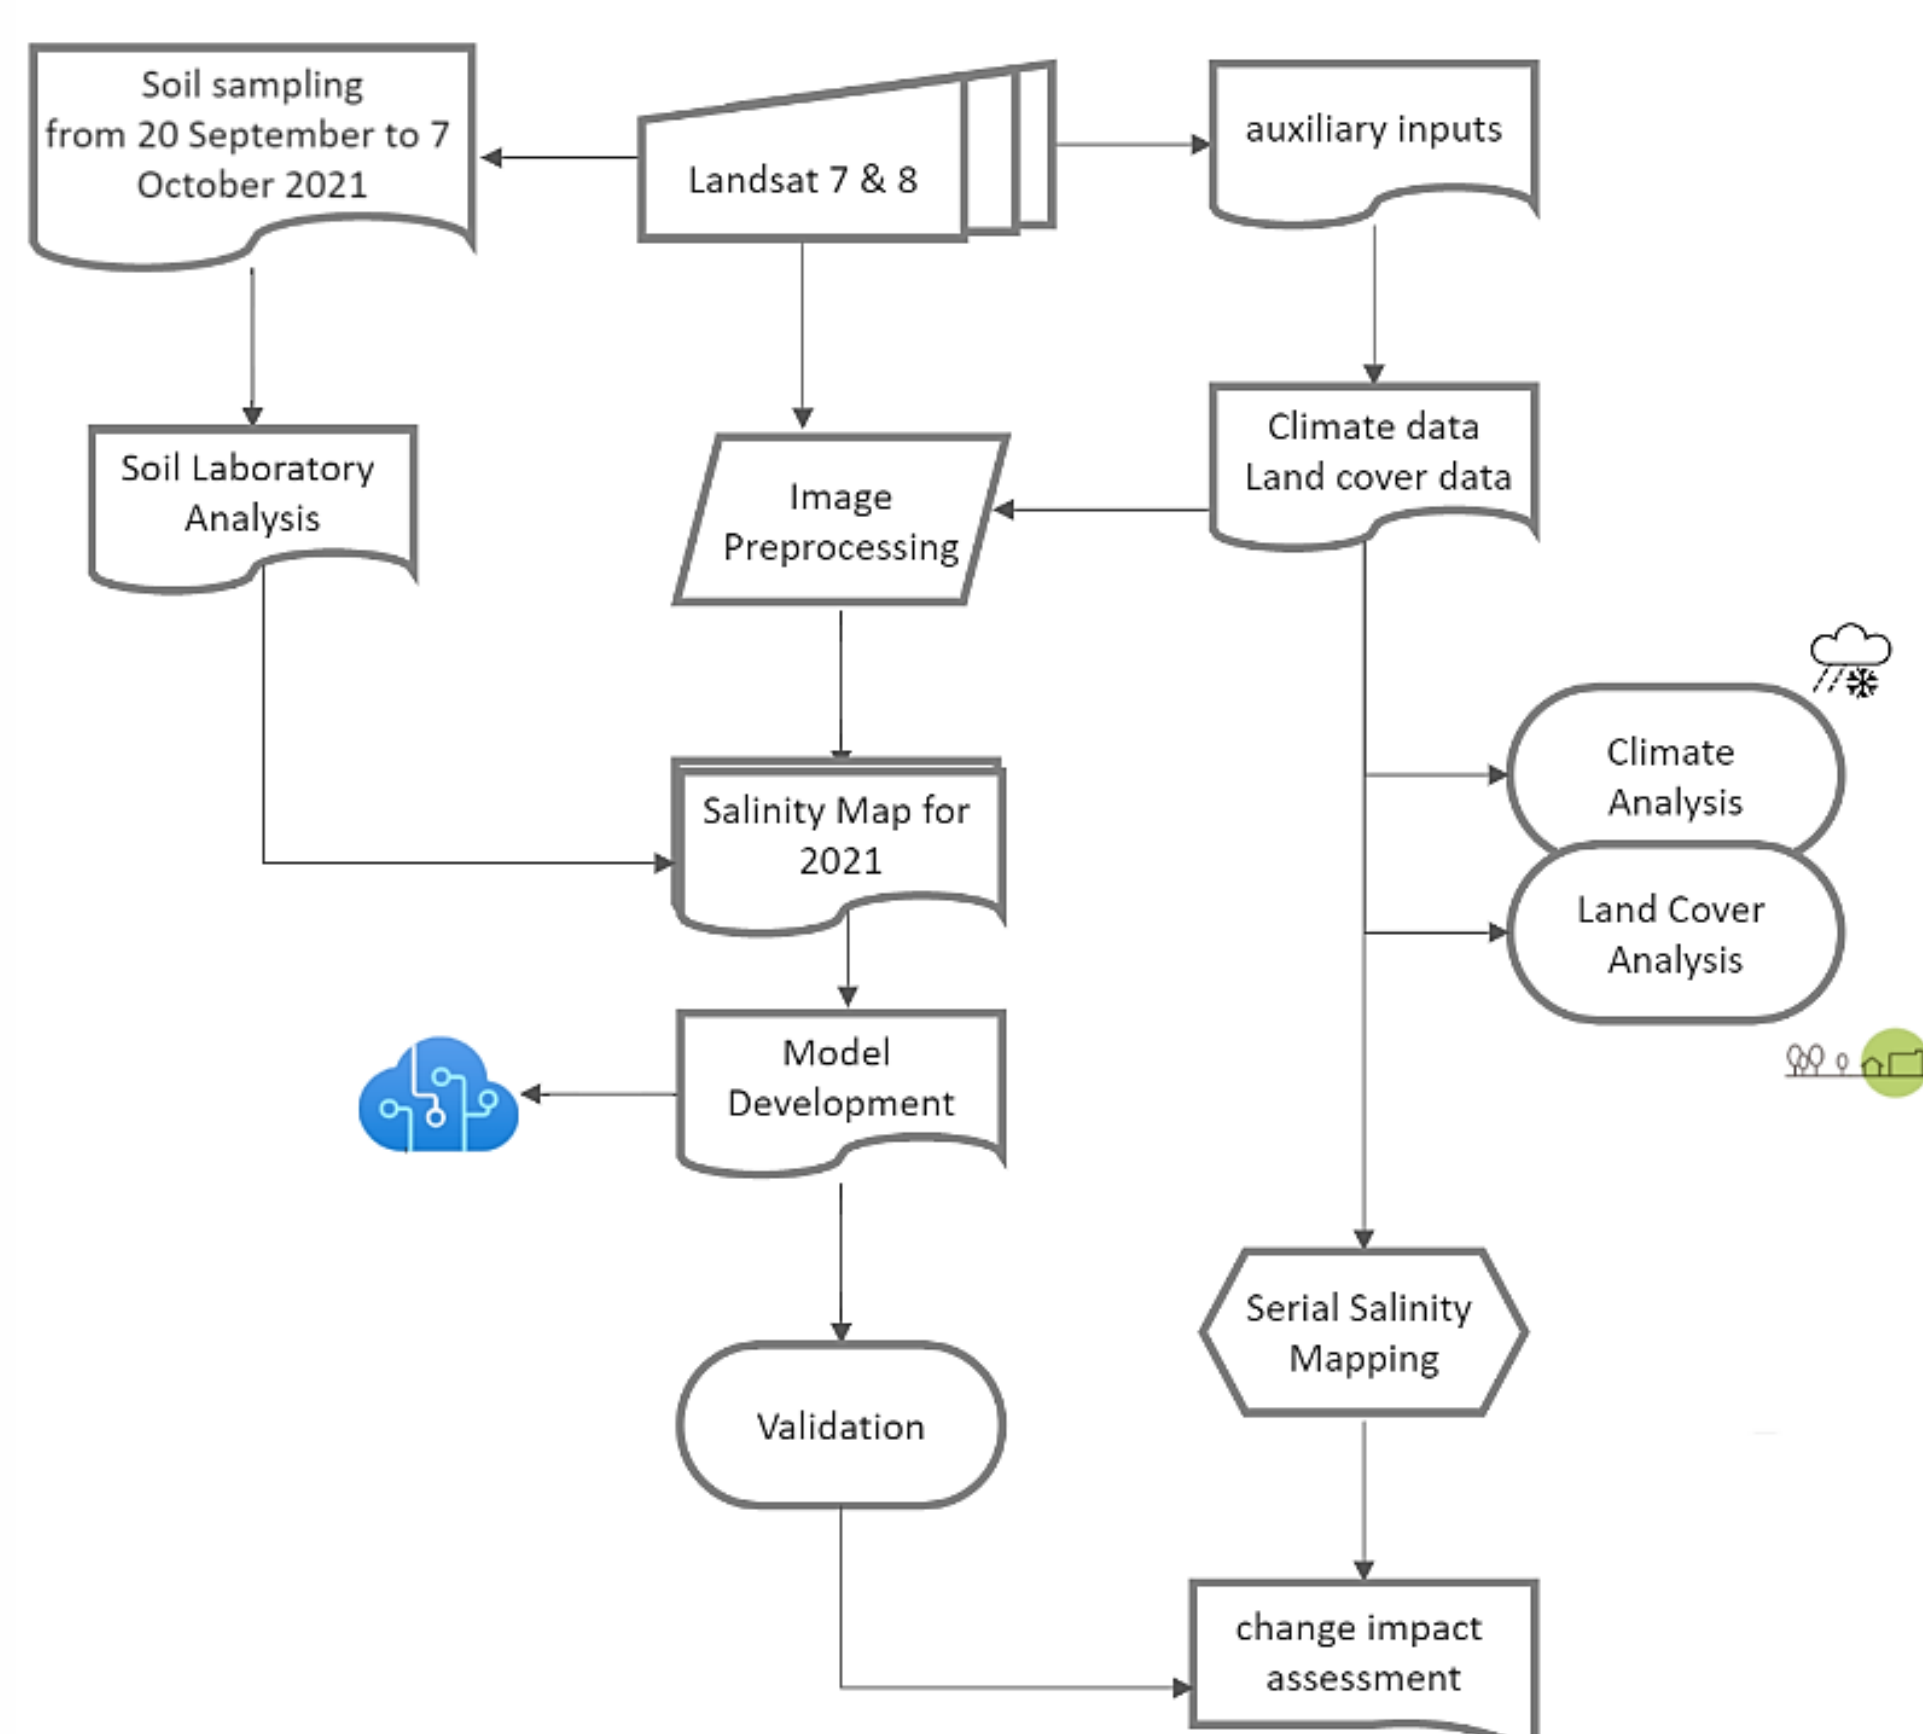 Soil sampling
from 20 September to 7
October 2021
Landsat 7 & 8
auxiliary inputs
Soil Laboratory
Analysis
Image
Preprocessing
Climate data
Land cover data
Climate
Analysis
Salinity Map for
2021
Land Cover
Analysis
Model
Development
Serial Salinity
Mapping
Validation
change impact
assessment